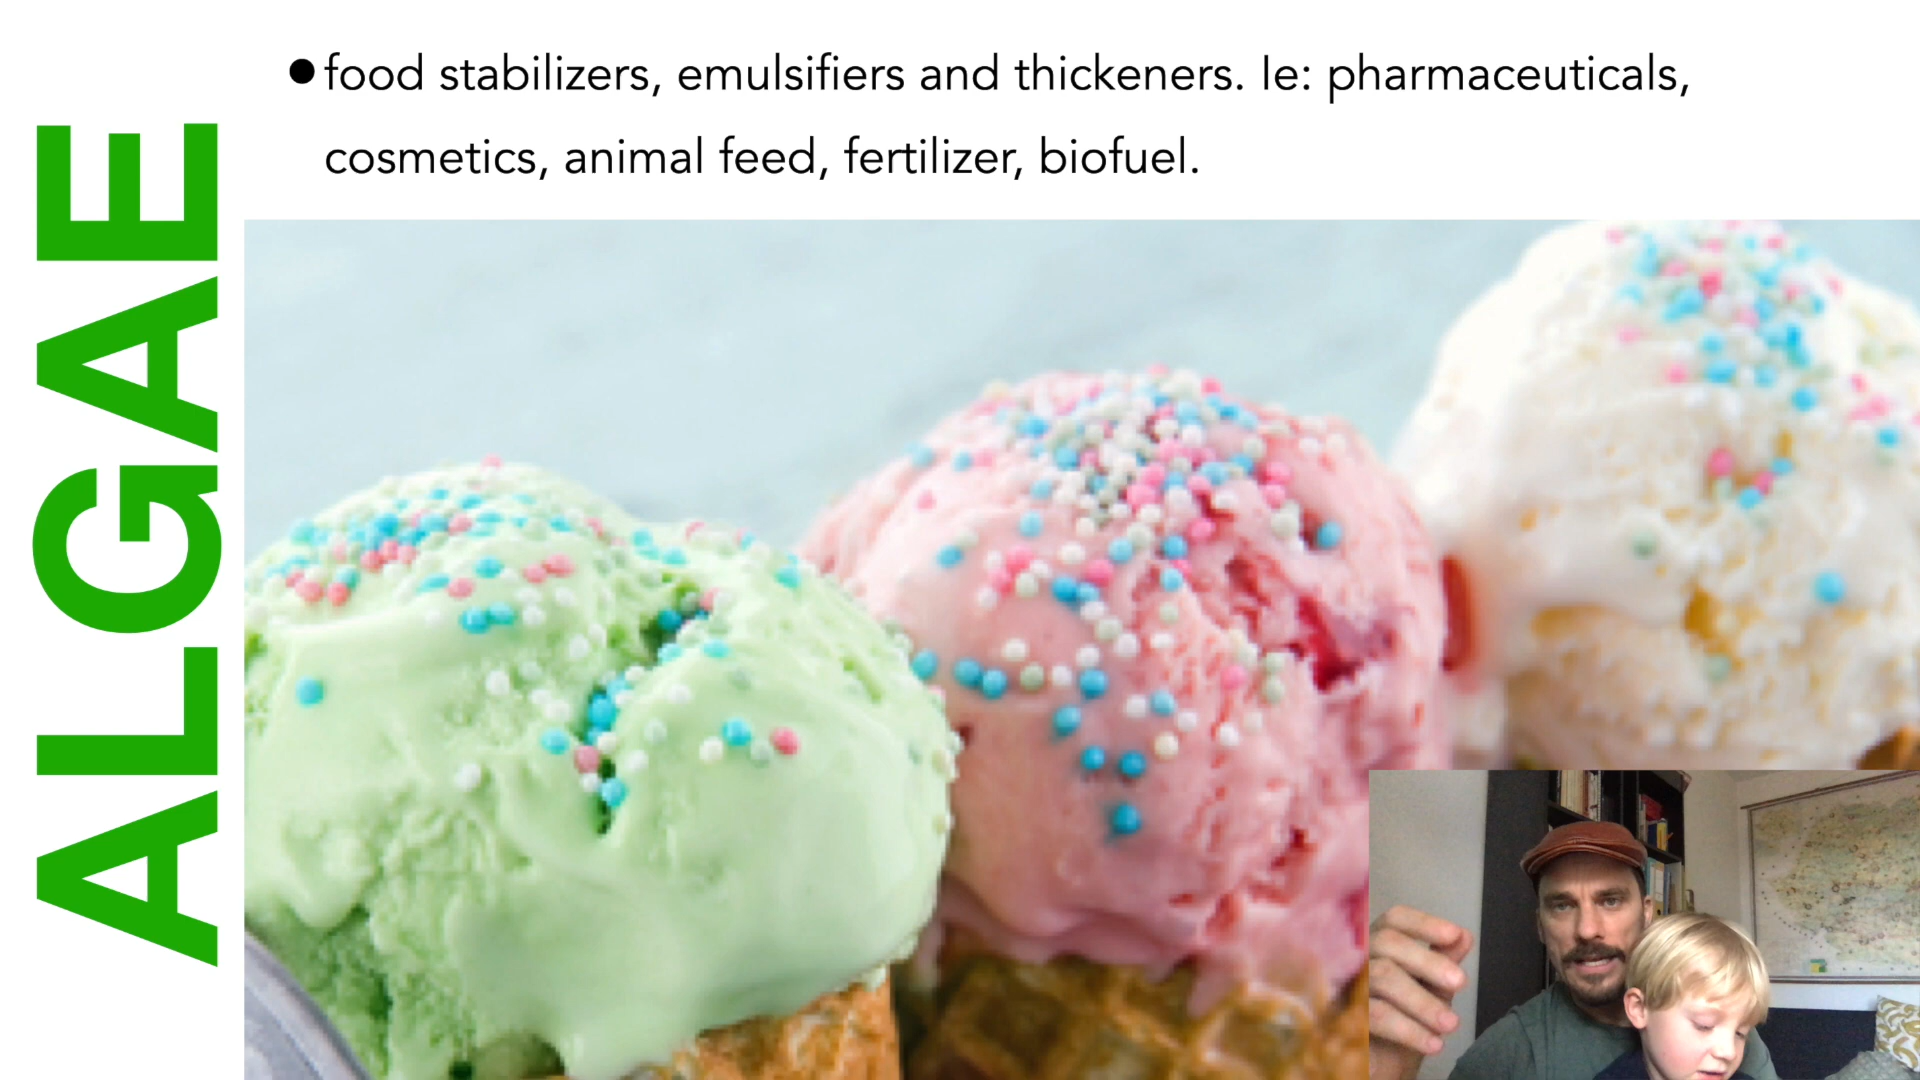 ALGAE
●food stabilizers, emulsifiers and thickeners. Ie: pharmaceuticals,
cosmetics, animal feed, fertilizer, biofuel.